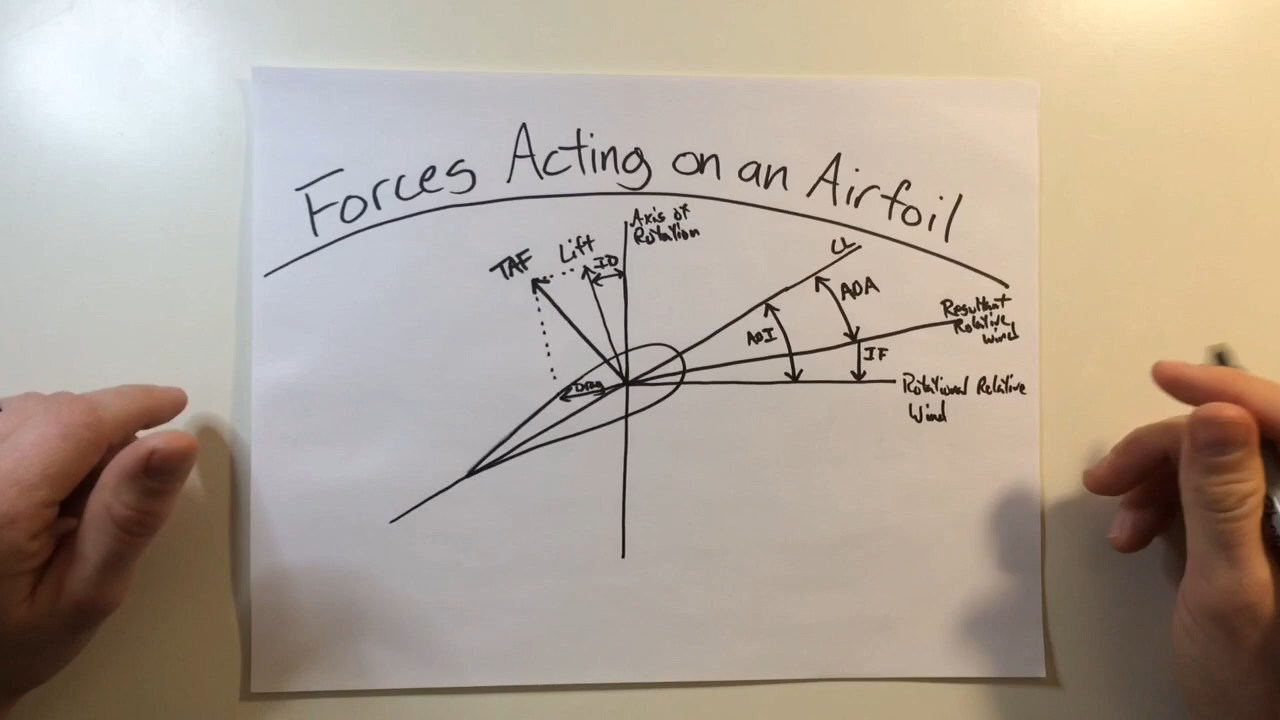 Forces Acting on an Airfoil
Axis of
Rotation
TAF
Lift
ID
CL
AOA
AOI
Resultant
Relative
Wind
IF
Drag
Rotational Relative
Wind